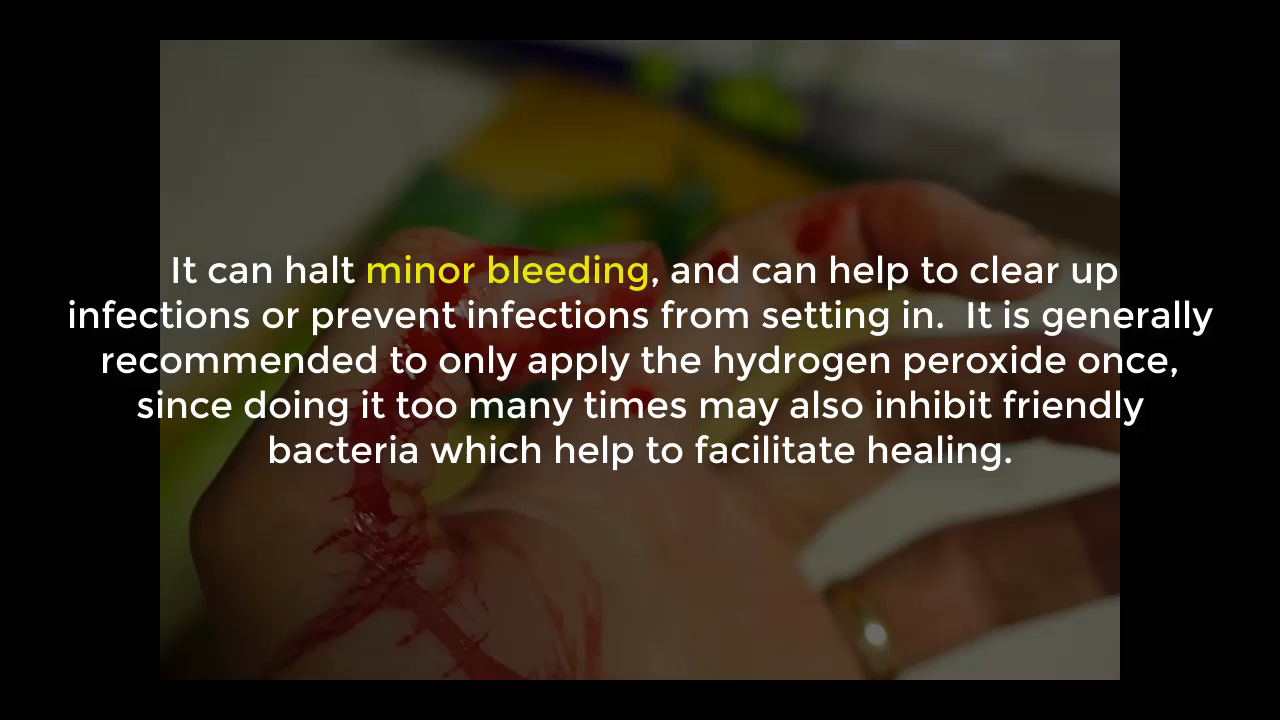 It can halt minor bleeding, and can help to clear up
infections or prevent infections from setting in.  It is generally
recommended to only apply the hydrogen peroxide once,
since doing it too many times may also inhibit friendly
bacteria which help to facilitate healing.